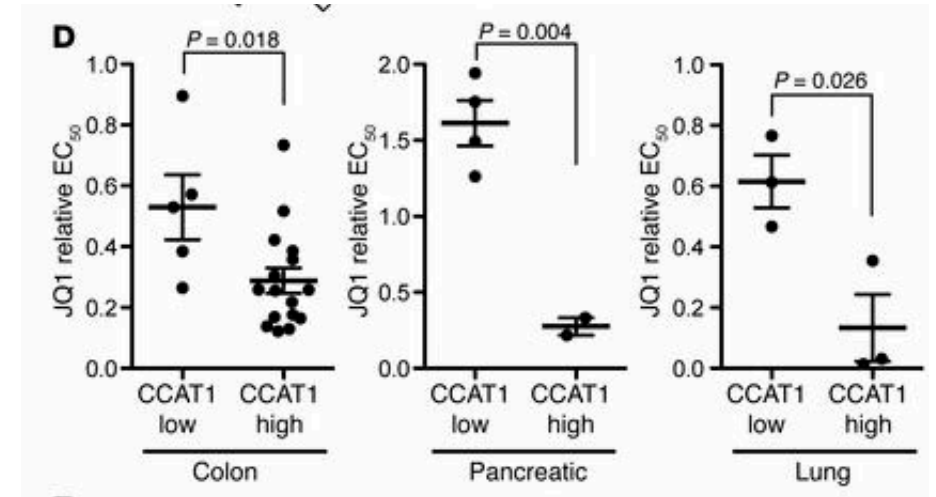 D
P = 0.018
P = 0.004
P = 0.026
JQ1 relative EC50
1.0
0.8
0.6
0.4
0.2
0.0
CCAT1 low
CCAT1 high
Colon
JQ1 relative EC50
2.0
1.5
1.0
0.5
0.0
CCAT1 low
CCAT1 high
Pancreatic
JQ1 relative EC50
1.0
0.8
0.6
0.4
0.2
0.0
CCAT1 low
CCAT1 high
Lung